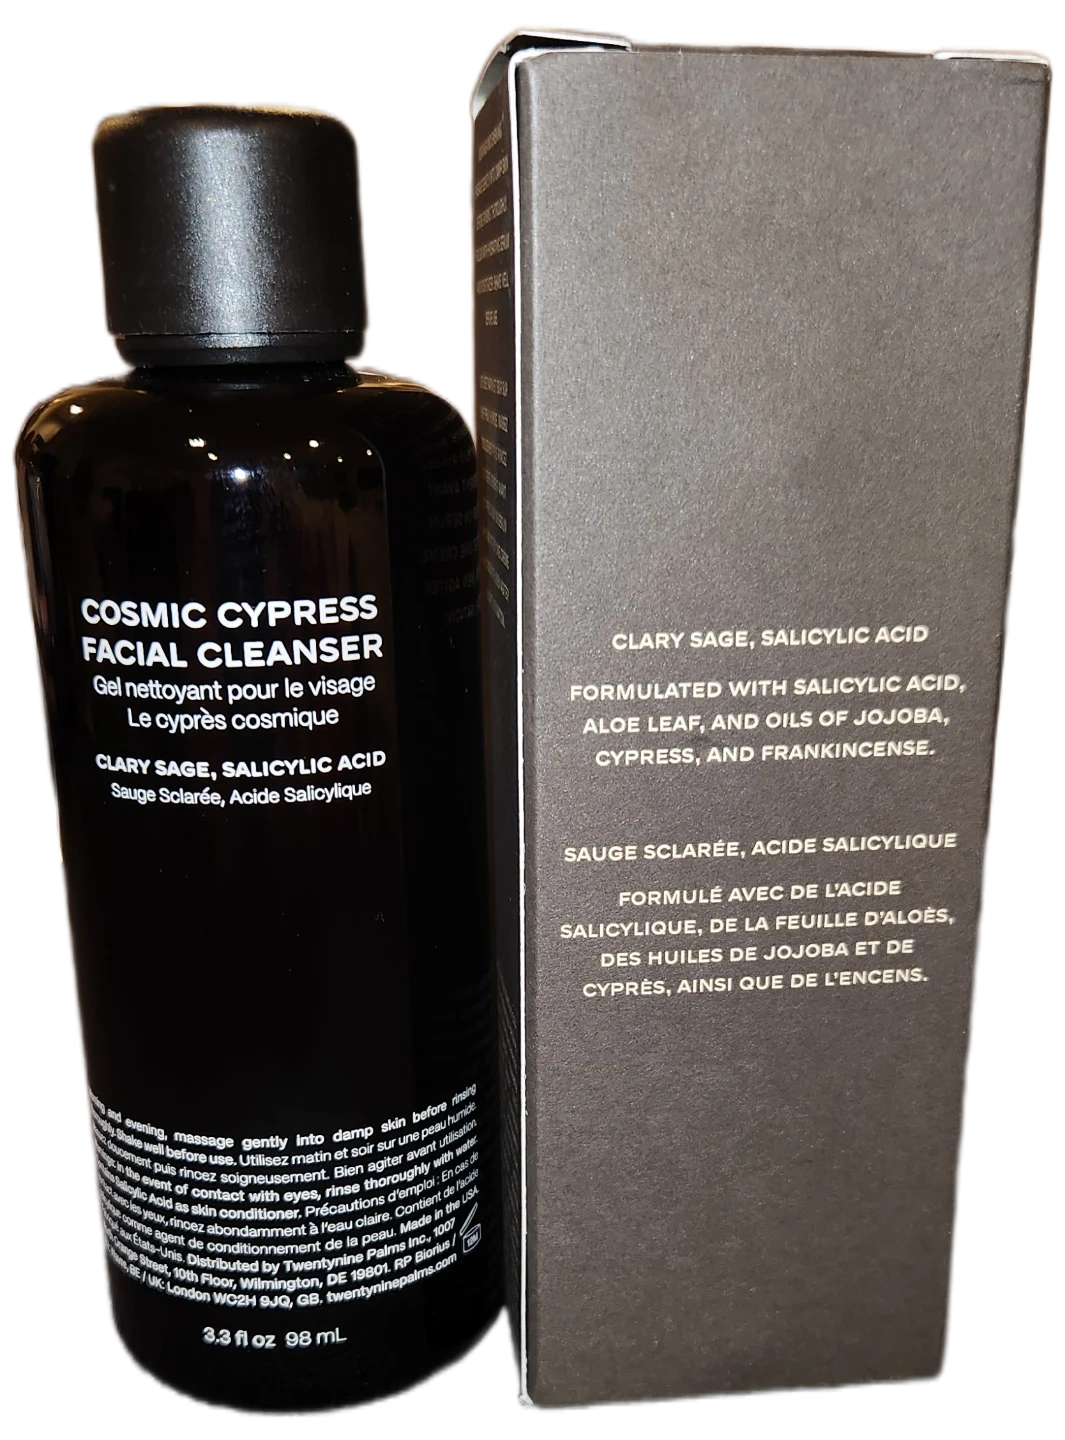 COSMIC CYPRESS
FACIAL CLEANSER
Gel nettoyant pour le visage
Le cyprès cosmique
CLARY SAGE, SALICYLIC ACID
Sauge Sclarée, Acide Salicylique
and evening, massage gently into damp skin before rinsing
Shake well before use. Utilisez matin et soir sur une peau humide.
doucement puis rincez soigneusement. Bien agiter avant utilisation.
in the event of contact with eyes, rinse thoroughly with water.
Salicylic Acid as skin conditioner. Précautions d'emploi : En cas de
avec les yeux, rincez abondamment à l'eau claire. Contient de l'acide
comme agent de conditionnement de la peau. Made in the USA.
aux États-Unis. Distributed by Twentynine Palms Inc., 1007
Orange Street, 10th Floor, Wilmington, DE 19801. RP Biorius /
BE / UK: London WC2H 9JQ, GB. twentyninepalms.com
18M
3.3 fl oz 98 mL
CLARY SAGE, SALICYLIC ACID
FORMULATED WITH SALICYLIC ACID,
ALOE LEAF, AND OILS OF JOJOBA,
CYPRESS, AND FRANKINCENSE.
SAUGE SCLARÉE, ACIDE SALICYLIQUE
FORMULÉ AVEC DE L'ACIDE
SALICYLIQUE, DE LA FEUILLE D'ALOÈS,
DES HUILES DE JOJOBA ET DE
CYPRÈS, AINSI QUE DE L'ENCENS.